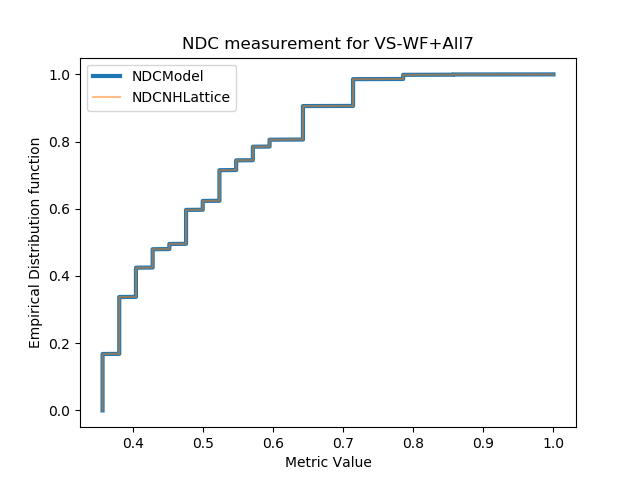 NDC measurement for VS-WF+All7
NDCModel
NDCNHLattice
1.0
0.8
0.6
0.4
0.2
0.0
Empirical Distribution function
0.4 0.5 0.6 0.7 0.8 0.9 1.0
Metric Value